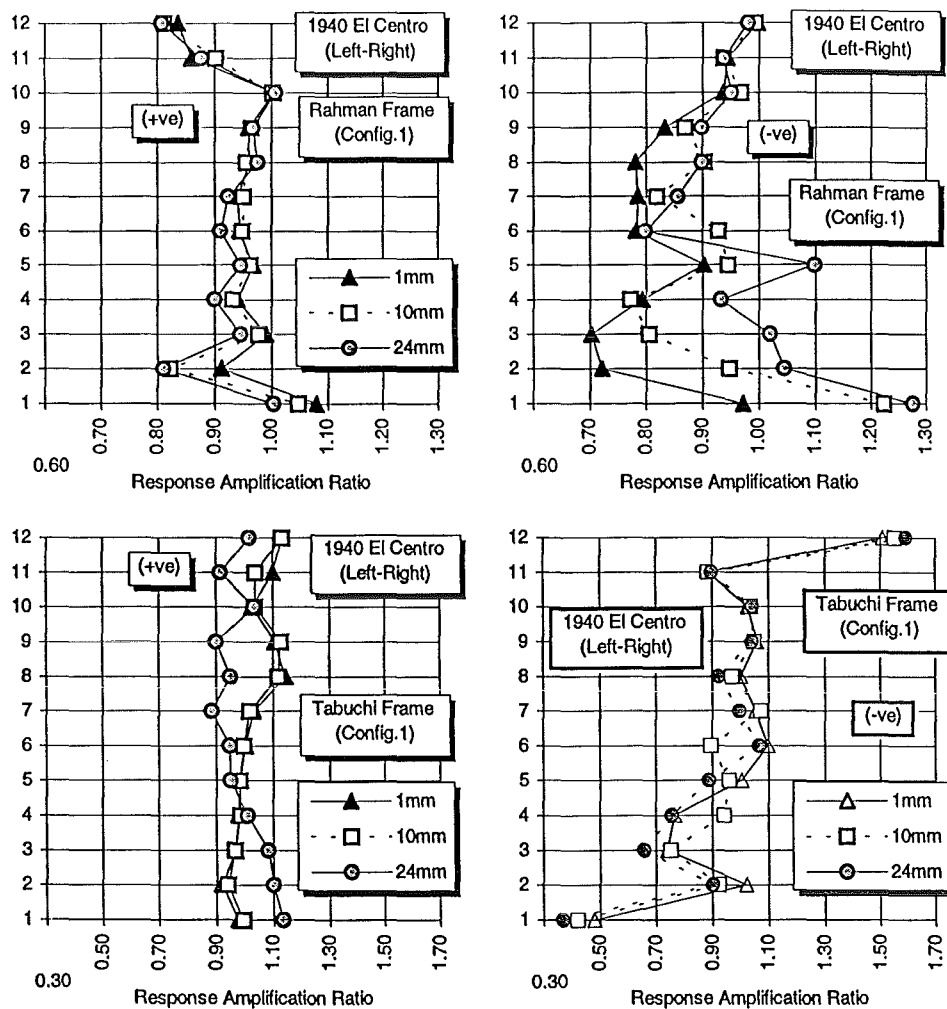 12
11
10
9
8
7
6
5
4
3
2
1
1940 El Centro
(Left-Right)
(+ve)
Rahman Frame
(Config.1)
1mm
10mm
24mm
0.60
0.70
0.80
0.90
1.00
1.10
1.20
1.30
Response Amplification Ratio
12
11
10
9
8
7
6
5
4
3
2
1
1940 El Centro
(Left-Right)
(-ve)
Rahman Frame
(Config.1)
0.60
0.70
0.80
0.90
1.00
1.10
1.20
1.30
Response Amplification Ratio
12
11
10
9
8
7
6
5
4
3
2
1
(+ve)
1940 El Centro
(Left-Right)
Tabuchi Frame
(Config.1)
1mm
10mm
24mm
0.30
0.50
0.70
0.90
1.10
1.30
1.50
1.70
Response Amplification Ratio
12
11
10
9
8
7
6
5
4
3
2
1
Tabuchi Frame
(Config.1)
1940 El Centro
(Left-Right)
(-ve)
1mm
10mm
24mm
0.30
0.50
0.70
0.90
1.10
1.30
1.50
1.70
Response Amplification Ratio